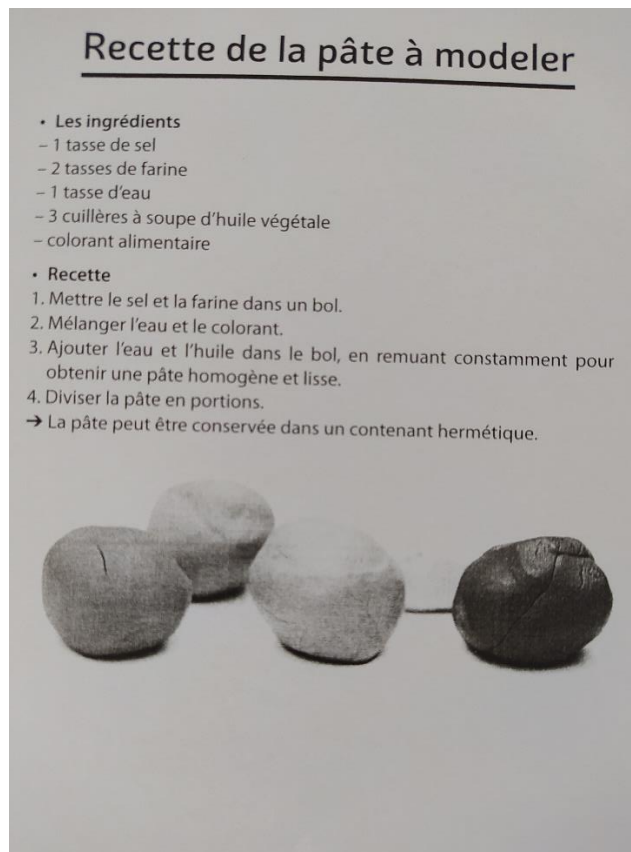 Recette de la pâte à modeler
• Les ingrédients
– 1 tasse de sel
– 2 tasses de farine
– 1 tasse d'eau
– 3 cuillères à soupe d'huile végétale
– colorant alimentaire
• Recette
1. Mettre le sel et la farine dans un bol.
2. Mélanger l'eau et le colorant.
3. Ajouter l'eau et l'huile dans le bol, en remuant constamment pour
obtenir une pâte homogène et lisse.
4. Diviser la pâte en portions.
→ La pâte peut être conservée dans un contenant hermétique.